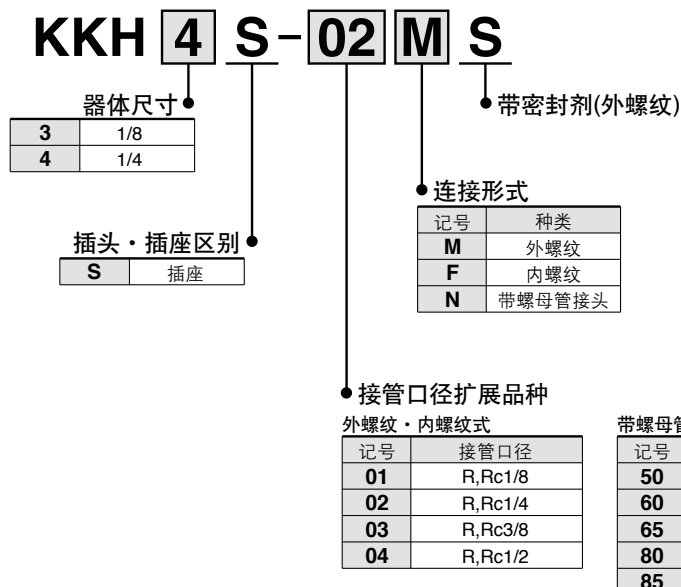 KKH 4 S-02 M S
器体尺寸
3 1/8
4 1/4
带密封剂(外螺纹)
连接形式
记号 种类
M 外螺纹
F 内螺纹
N 带螺母管接头
插头・插座区别
S 插座
接管口径扩展品种
外螺纹・内螺纹式
记号 接管口径
01 R,Rc1/8
02 R,Rc1/4
03 R,Rc3/8
04 R,Rc1/2
带螺母
记号
50
60
65
80
85